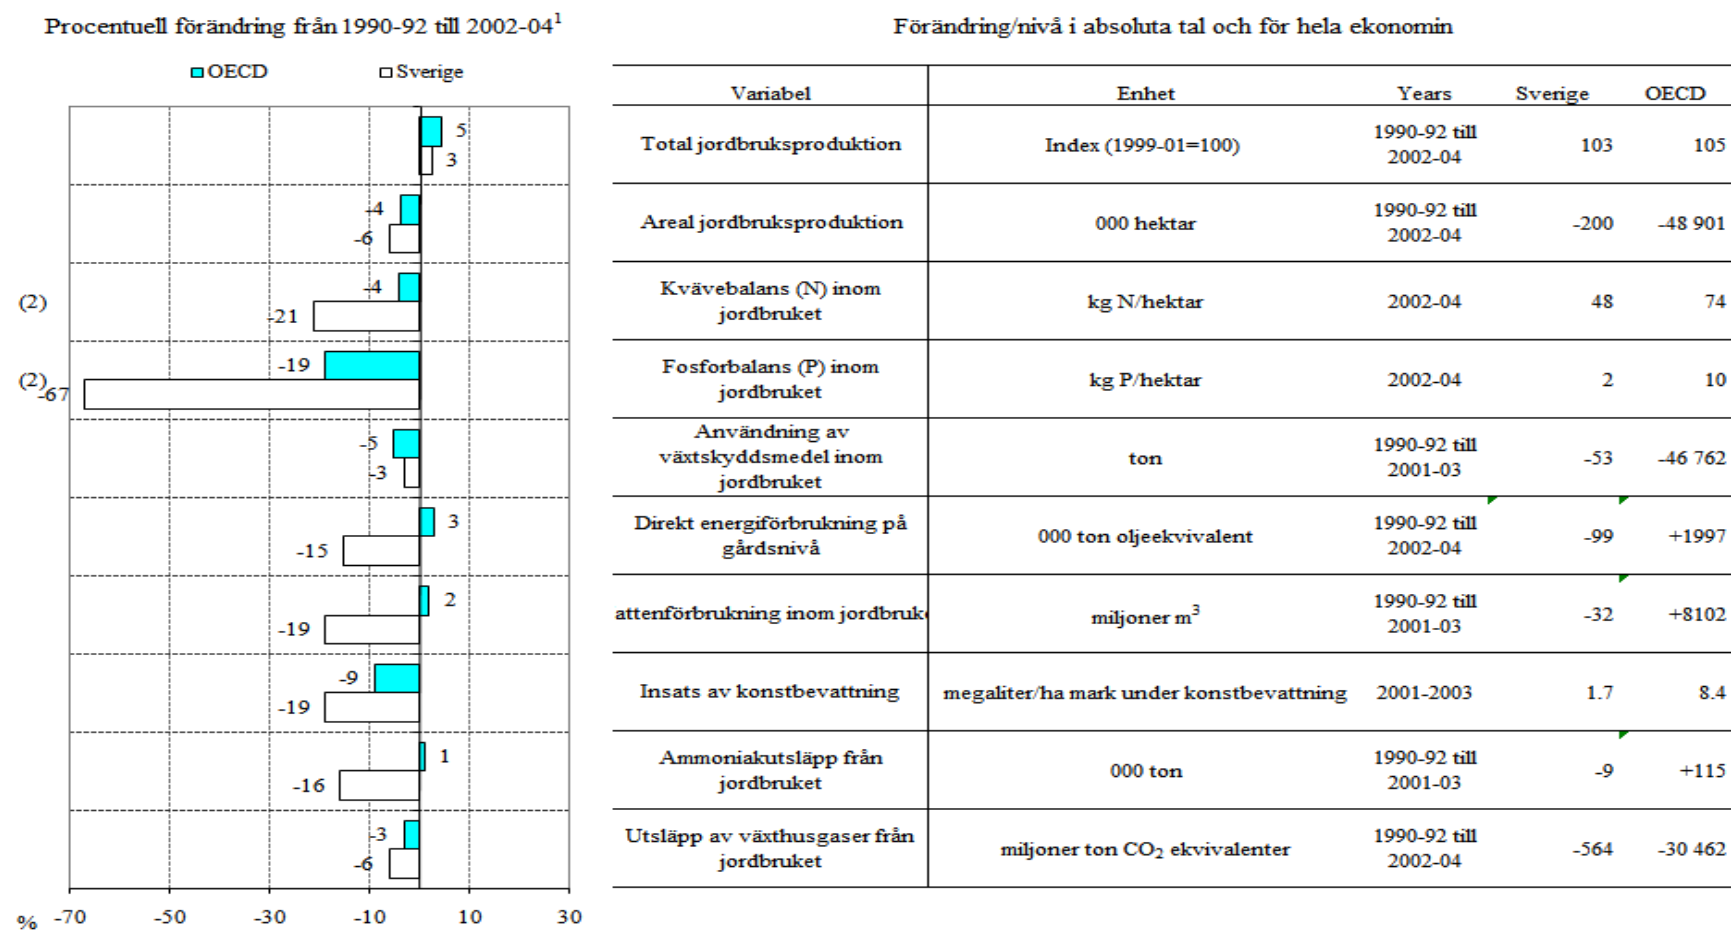 Procentuell förändring från 1990-92 till 2002-04¹
Förändring/nivå i absoluta tal och för hela ekonomin
OECD Sverige
Variabel Enhet Years Sverige OECD
5
3
Total jordbruksproduktion Index (1999-01=100) 1990-92 till 2002-04 103 105
-4
-6
Areal jordbruksproduktion 000 hektar 1990-92 till 2002-04 -200 -48 901
(2)
-4
-21
Kvävebalans (N) inom
jordbruket
kg N/hektar 2002-04 48 74
(2)
-19
-67
Fosforbalans (P) inom
jordbruket
kg P/hektar 2002-04 2 10
-5
-3
Användning av
växtskyddsmedel inom
jordbruket
ton 1990-92 till 2001-03 -53 -46 762
3
-15
Direkt energiförbrukning på
gårdsnivå
000 ton oljeekvivalent 1990-92 till 2002-04 -99 +1997
2
-19
attenförbrukning inom jordbruke miljoner m³ 1990-92 till 2001-03 -32 +8102
-9
-19
Insats av konstbevattning megaliter/ha mark under konstbevattning 2001-2003 1.7 8.4
1
-16
Ammoniakutsläpp från
jordbruket
000 ton 1990-92 till 2001-03 -9 +115
-3
-6
Utsläpp av växthusgaser från
jordbruket
miljoner ton CO₂ ekvivalenter 1990-92 till 2002-04 -564 -30 462
% -70 -50 -30 -10 10 30